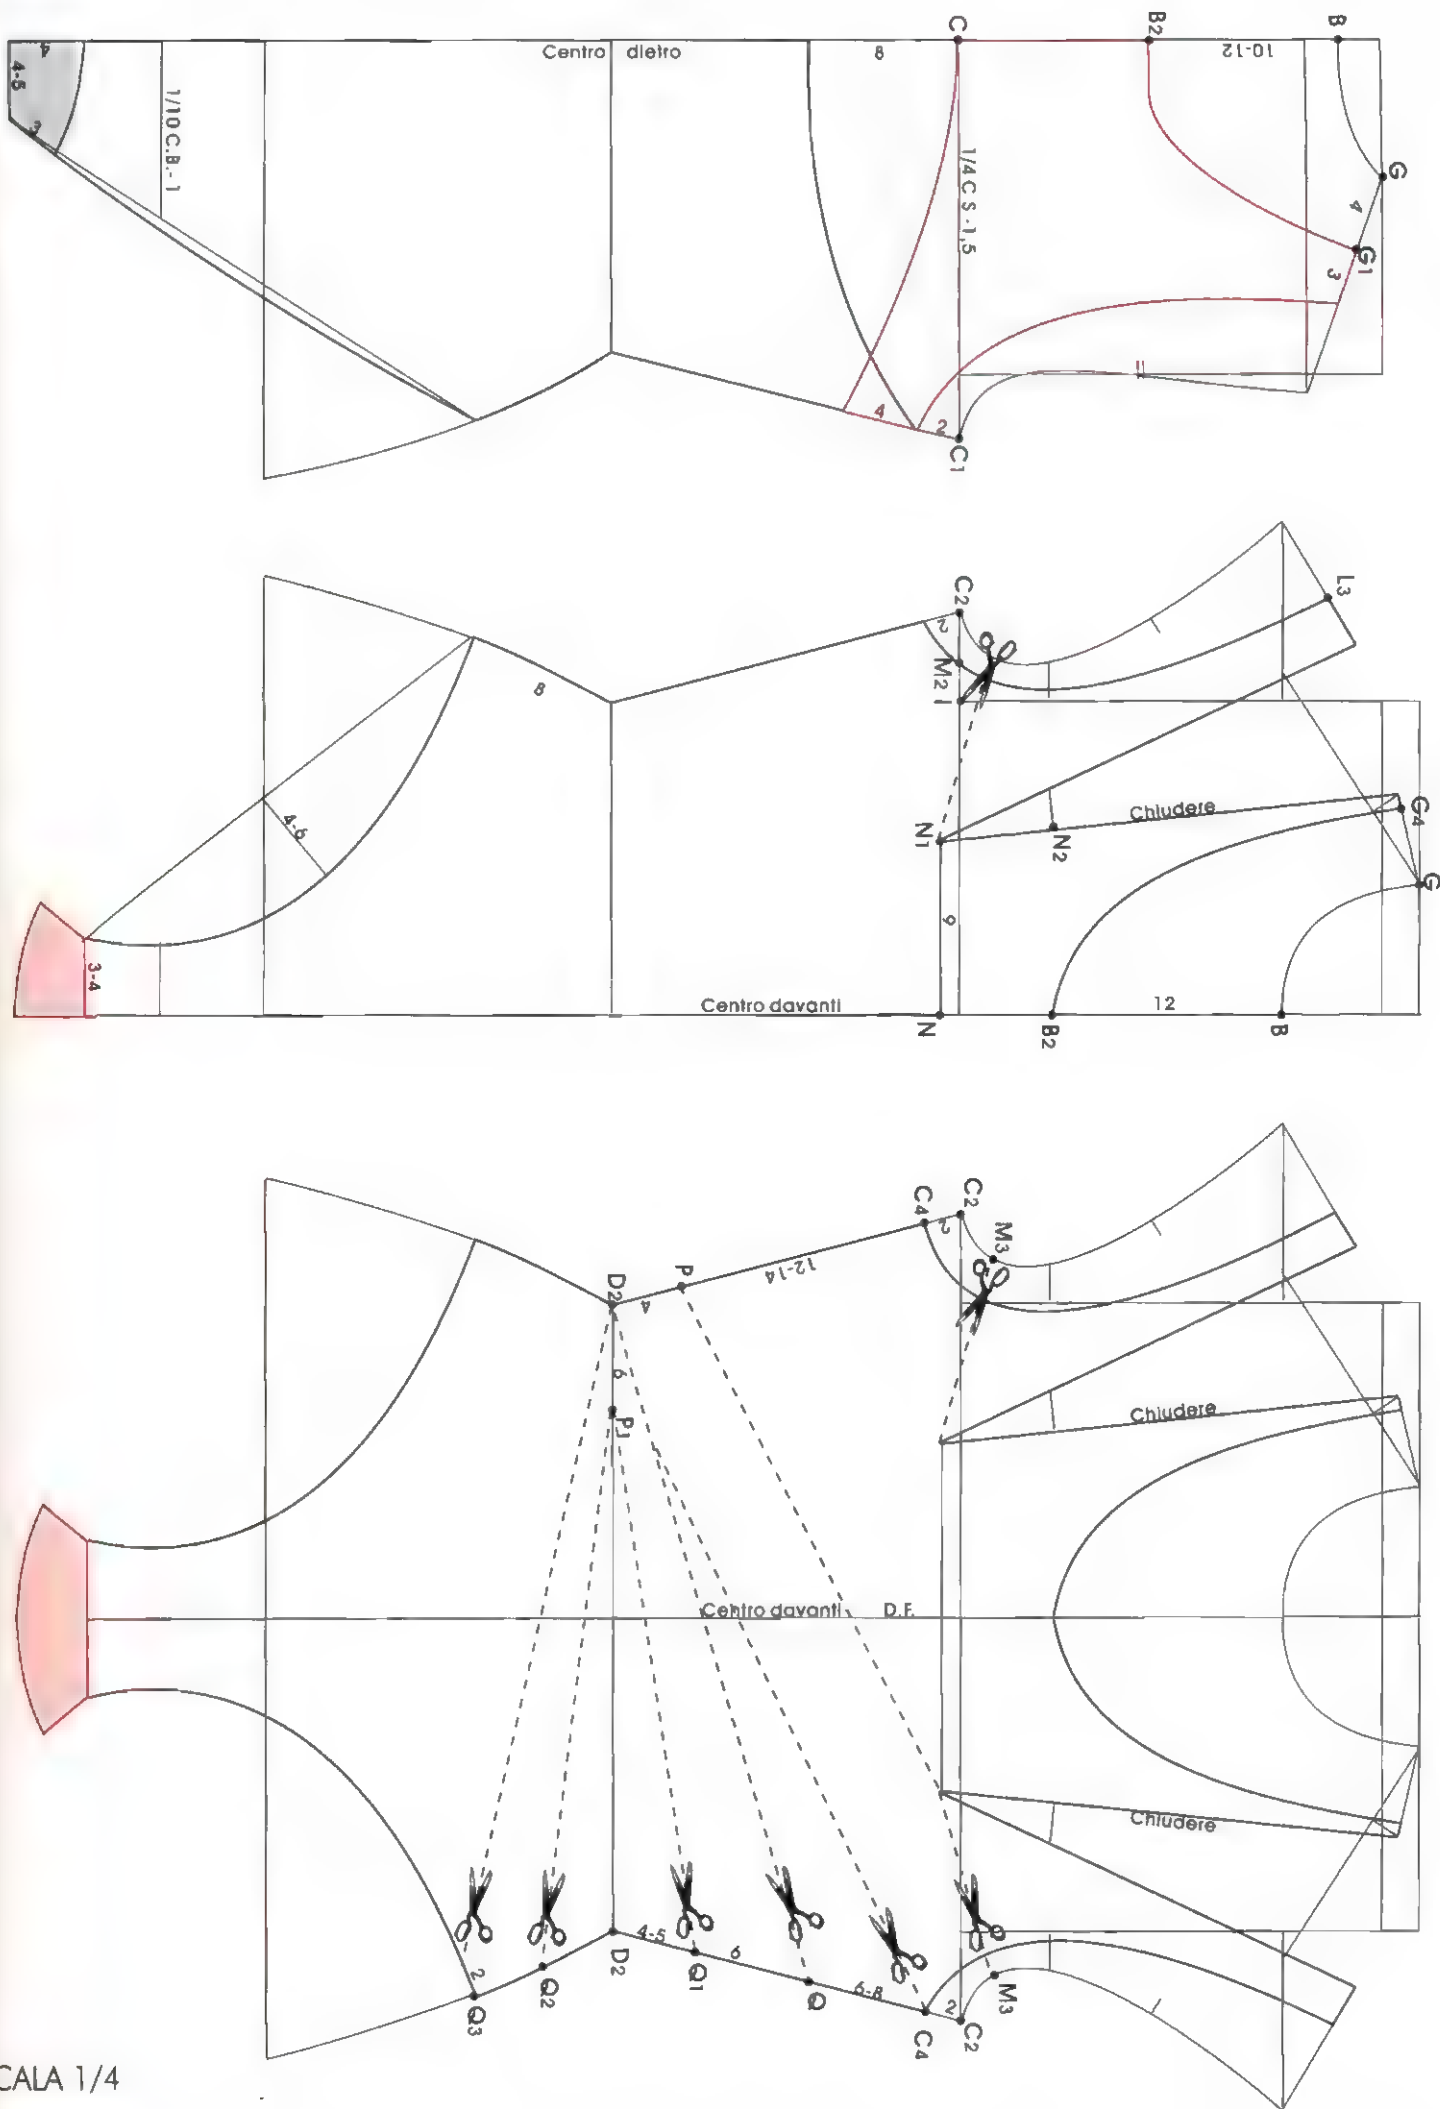 B
B2
C
10-12
8
Centro dietro
4
4-5
3
1/10 C.B.-1
1/4 C S -1,5
G
4
G1
3
4
2
C1
L3
C2
2
M2
I
8
4-6
N1
N2
Chiudere
G4
G
9
3-4
Centro davanti
12
N
B2
B
C2
C4
2
M3
12-14
P
D2
4
6
P1
Chiudere
Centro davanti
D.F.
Chiudere
2
Q3
Q2
D2
4-5
Q1
6
Q
6-8
C4
2
C2
M3
CALA 1/4